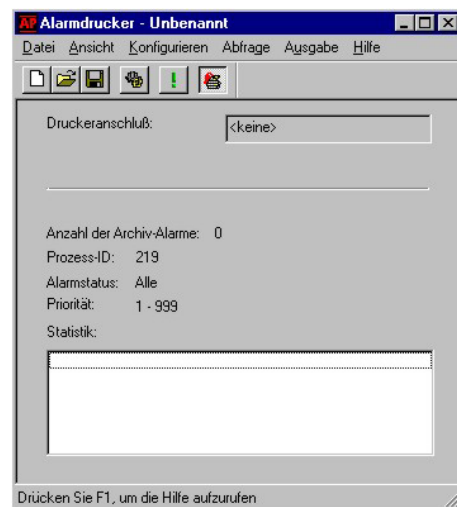 AP Alarmdrucker - Unbenannt
Datei Ansicht Konfigurieren Abfrage Ausgabe Hilfe
Druckeranschluß: <keine>
Anzahl der Archiv-Alarme: 0
Prozess-ID: 219
Alarmstatus: Alle
Priorität: 1 - 999
Statistik:
Drücken Sie F1, um die Hilfe aufzurufen